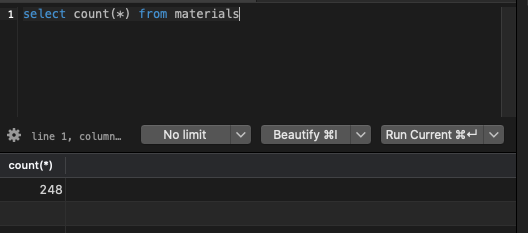 1 select count(*) from materials
line 1, column… No limit Beautify ⌘I Run Current ⌘↵
count(*)
248